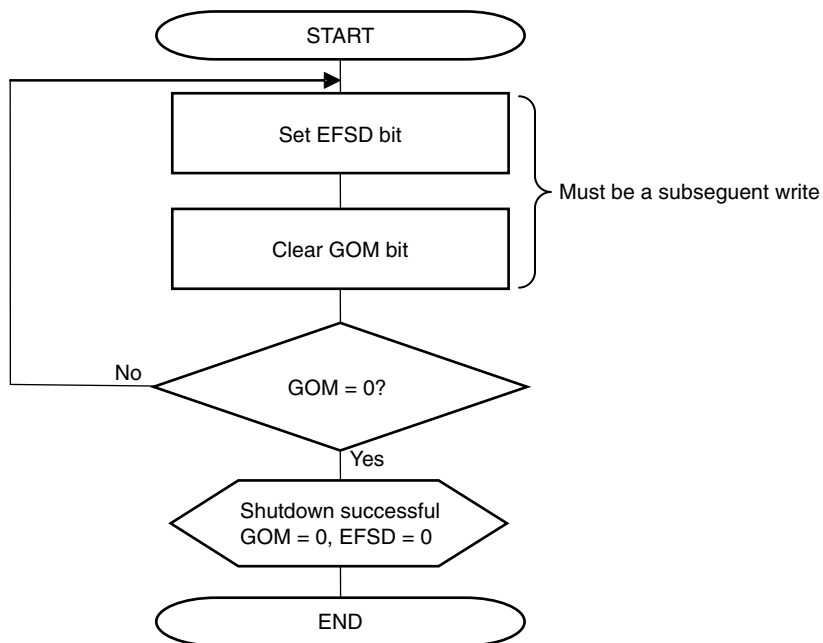 START
Set EFSD bit
Must be a subseguent write
Clear GOM bit
No
GOM = 0?
Yes
Shutdown successful
GOM = 0, EFSD = 0
END